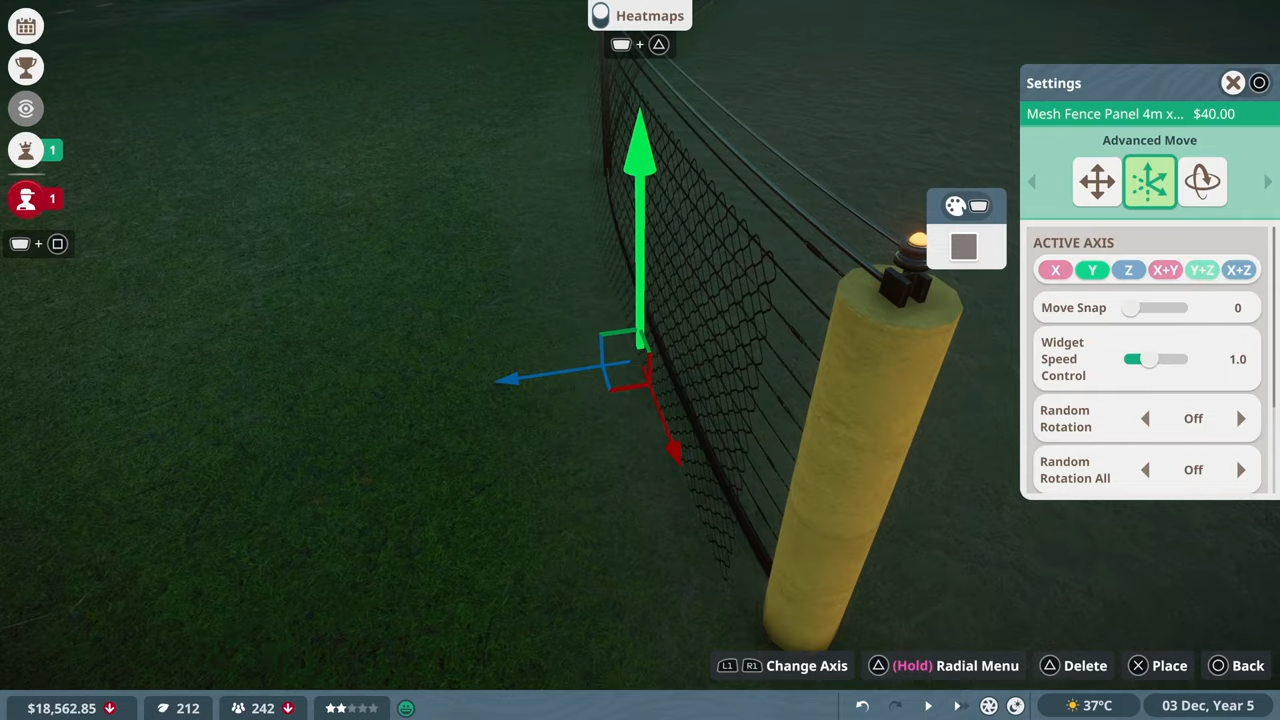 Heatmaps
+
1
1
+
Settings
Mesh Fence Panel 4m x... $40.00
Advanced Move
ACTIVE AXIS
X Y Z X+Y Y+Z X+Z
Move Snap 0
Widget
Speed 1.0
Control
Random
Rotation Off
Random
Rotation All Off
L1 R1 Change Axis (Hold) Radial Menu Delete Place Back
$18,562.85 212 242 37°C 03 Dec, Year 5